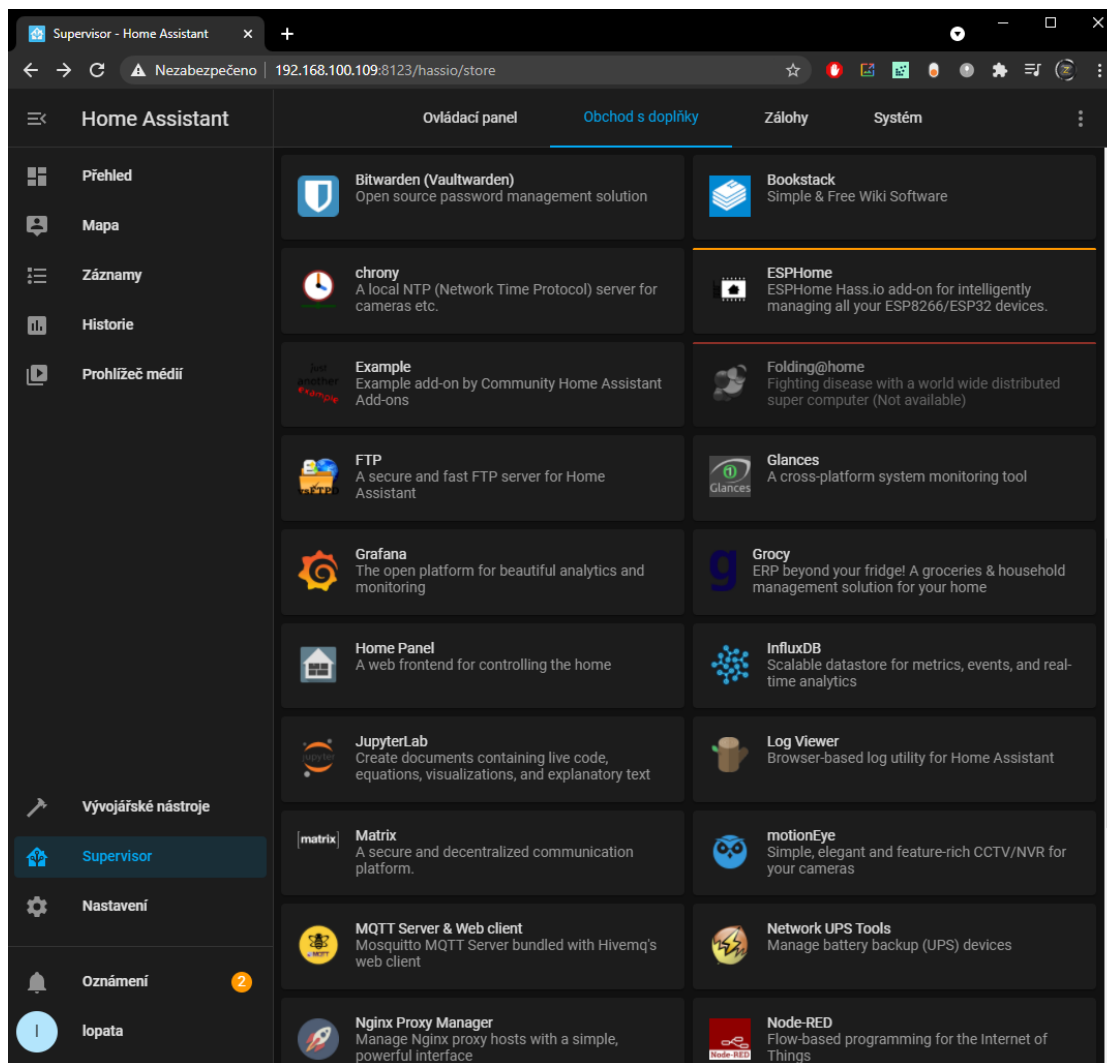 Supervisor - Home Assistant
Nezabezpečeno
192.168.100.109:8123/hassio/store
Home Assistant
Ovládací panel
Obchod s doplňky
Zálohy
Systém
Přehled
Mapa
Záznamy
Historie
Prohlížeč médií
Vývojářské nástroje
Supervisor
Nastavení
Oznámení
2
l
lopata
Bitwarden (Vaultwarden)
Open source password management solution
Bookstack
Simple & Free Wiki Software
chrony
A local NTP (Network Time Protocol) server for
cameras etc.
ESPHome
ESPHome Hass.io add-on for intelligently
managing all your ESP8266/ESP32 devices.
just
another
example
Example
Example add-on by Community Home Assistant
Add-ons
Folding@home
Fighting disease with a world wide distributed
super computer (Not available)
FTP
A secure and fast FTP server for Home
Assistant
Glances
Glances
A cross-platform system monitoring tool
Grafana
The open platform for beautiful analytics and
monitoring
g
Grocy
ERP beyond your fridge! A groceries & household
management solution for your home
Home Panel
A web frontend for controlling the home
InfluxDB
Scalable datastore for metrics, events, and real-
time analytics
jupyter
JupyterLab
Create documents containing live code,
equations, visualizations, and explanatory text
Log Viewer
Browser-based log utility for Home Assistant
[matrix]
Matrix
A secure and decentralized communication
platform.
motionEye
Simple, elegant and feature-rich CCTV/NVR for
your cameras
MQTT
MQTT Server & Web client
Mosquitto MQTT Server bundled with Hivemq's
web client
Network UPS Tools
Manage battery backup (UPS) devices
Nginx Proxy Manager
Manage Nginx proxy hosts with a simple,
powerful interface
Node-RED
Node-RED
Flow-based programming for the Internet of
Things